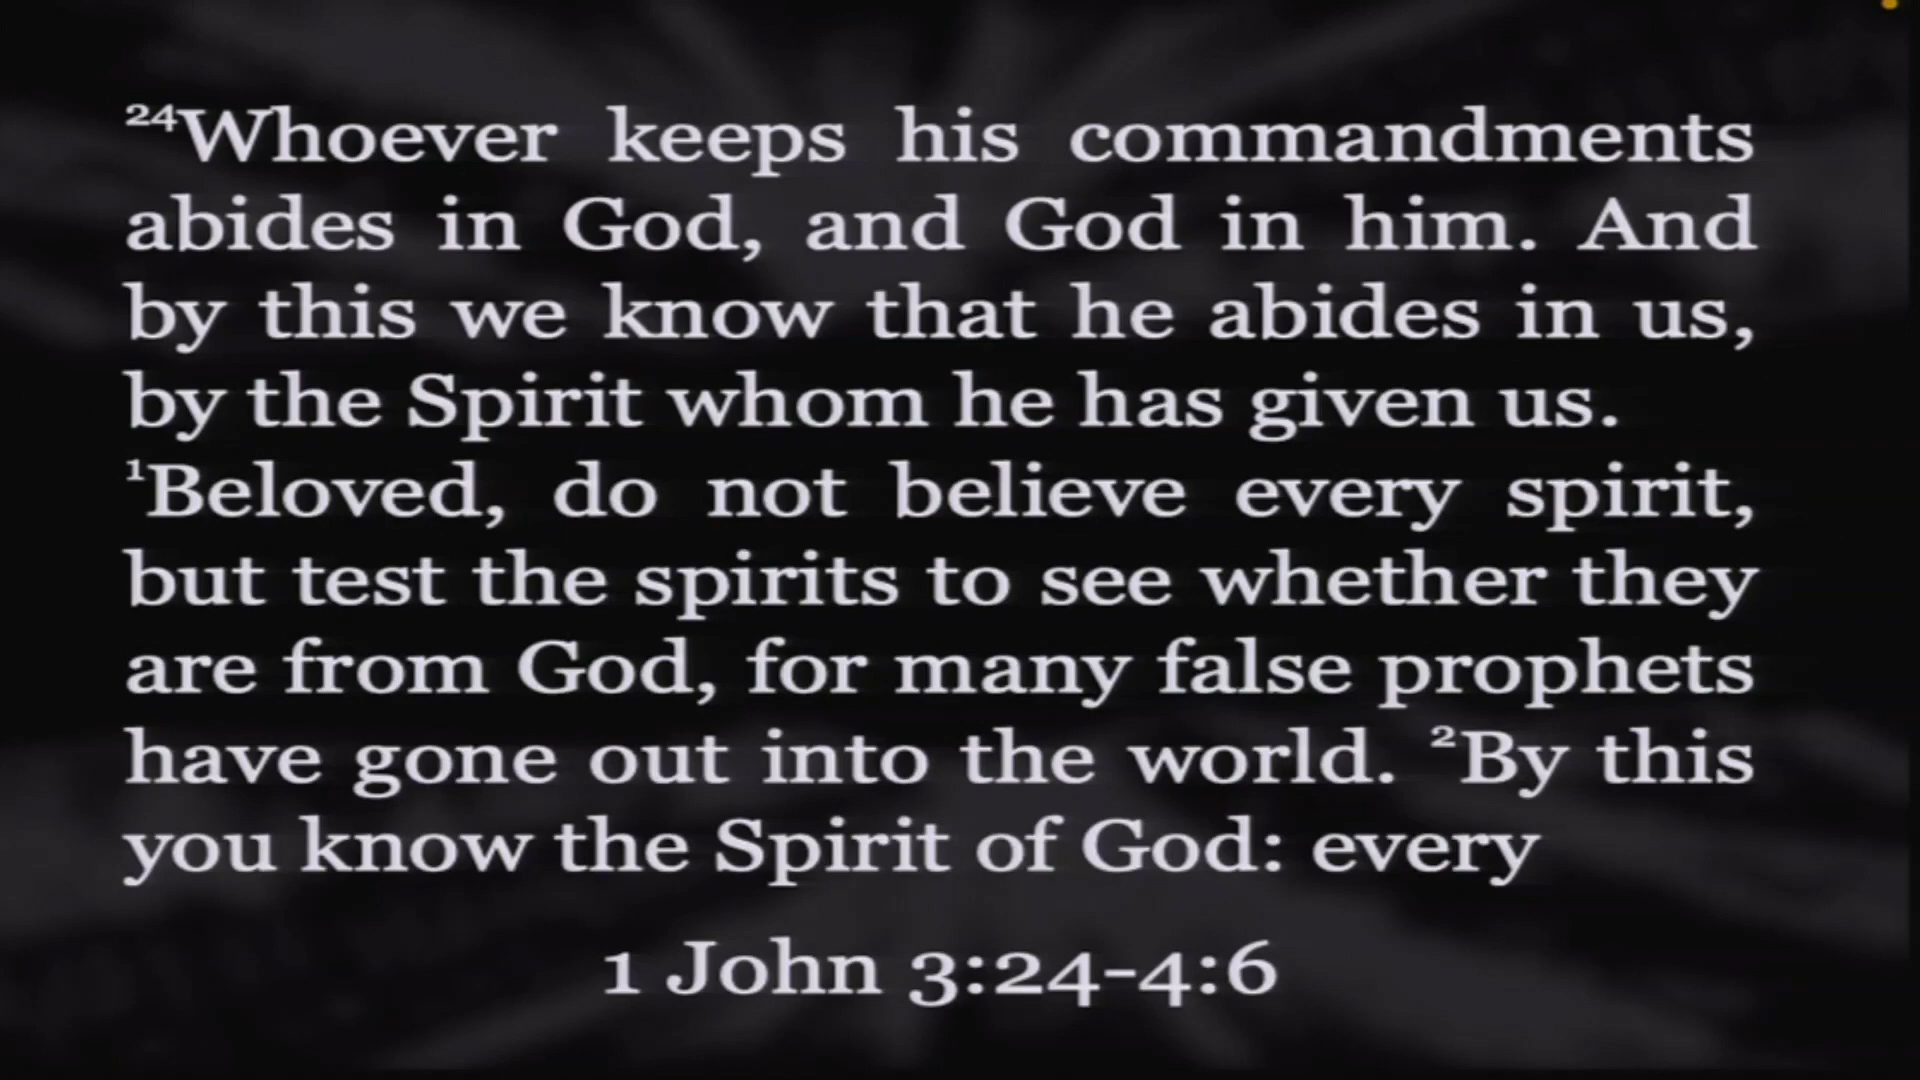 ²⁴Whoever keeps his commandments
abides in God, and God in him. And
by this we know that he abides in us,
by the Spirit whom he has given us.
¹Beloved, do not believe every spirit,
but test the spirits to see whether they
are from God, for many false prophets
have gone out into the world. ²By this
you know the Spirit of God: every
1 John 3:24-4:6